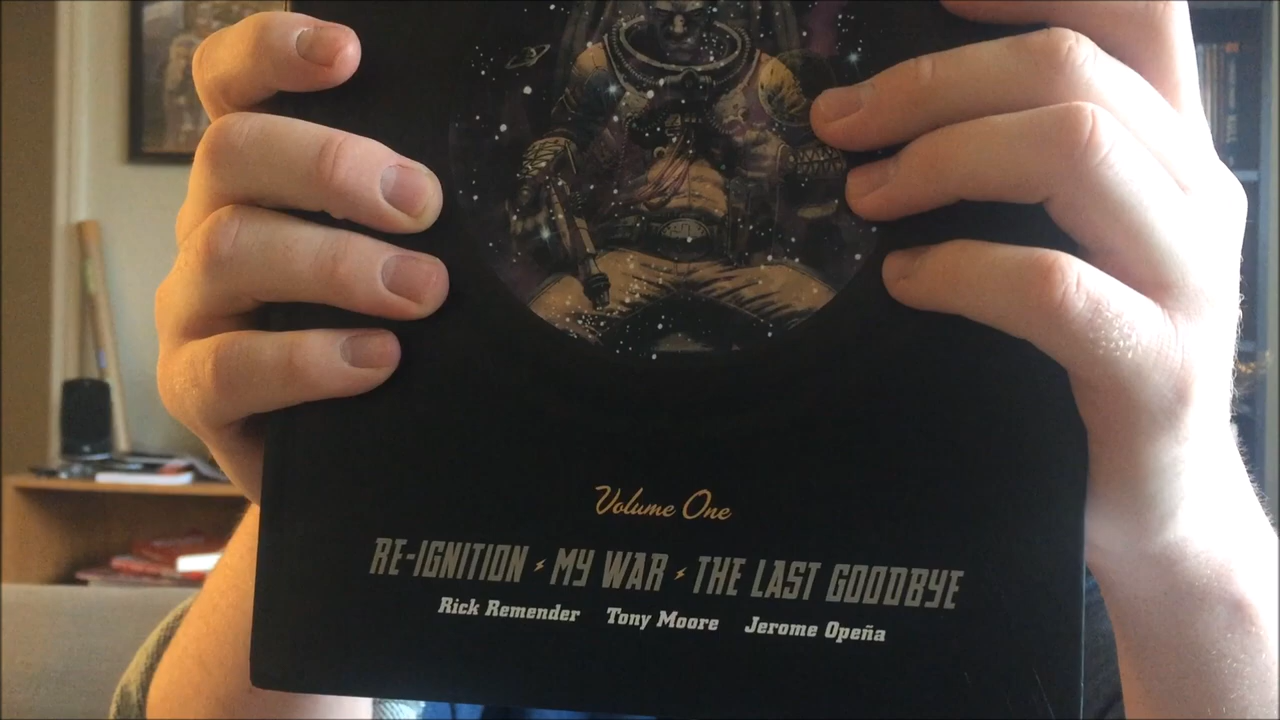 Volume One
RE-IGNITION MY WAR THE LAST GOODBYE
Rick Remender Tony Moore Jerome Opeña